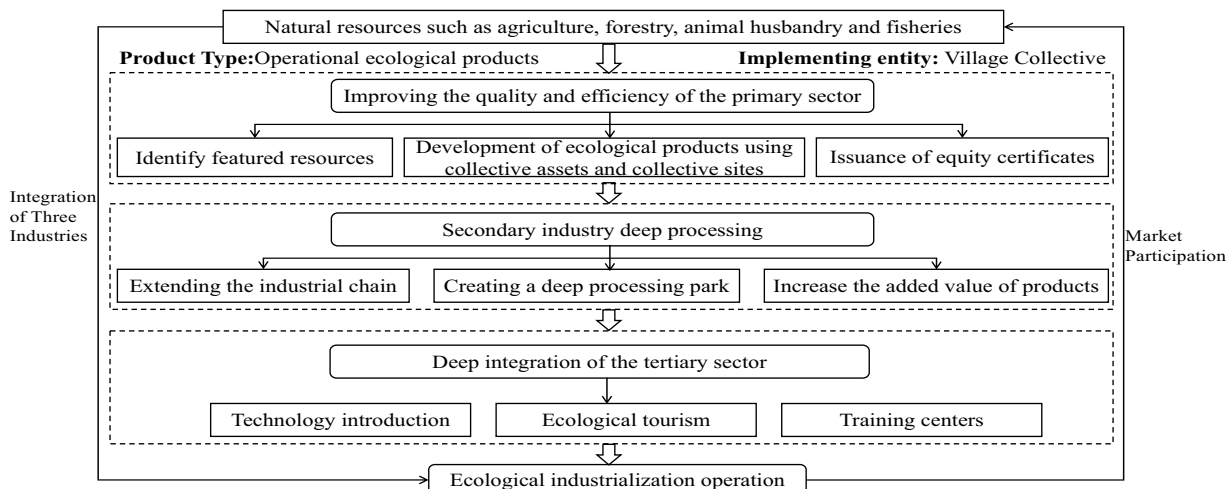 Natural resources such as agriculture, forestry, animal husbandry and fisheries
Product Type:Operational ecological products
Implementing entity: Village Collective
Improving the quality and efficiency of the primary sector
Identify featured resources
Development of ecological products using
collective assets and collective sites
Issuance of equity certificates
Integration
of Three
Industries
Secondary industry deep processing
Market
Participation
Extending the industrial chain
Creating a deep processing park
Increase the added value of products
Deep integration of the tertiary sector
Technology introduction
Ecological tourism
Training centers
Ecological industrialization operation